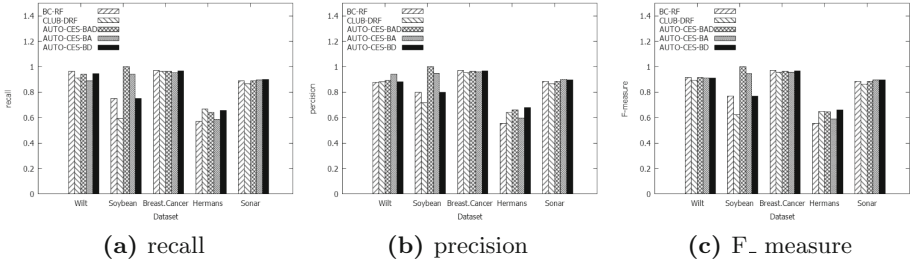 1.4
1.2
1
0.8
0.6
0.4
0.2
0
recall
BC-RF
CLUB-DRF
AUTO-CES-BAD
AUTO-CES-BA
AUTO-CES-BD
Wilt Soybean Breast.Cancer Hermans Sonar
Dataset
(a) recall
1.4
1.2
1
0.8
0.6
0.4
0.2
0
percision
BC-RF
CLUB-DRF
AUTO-CES-BAD
AUTO-CES-BA
AUTO-CES-BD
Wilt Soybean Breast.Cancer Hermans Sonar
Dataset
(b) precision
1.4
1.2
1
0.8
0.6
0.4
0.2
0
F-measure
BC-RF
CLUB-DRF
AUTO-CES-BAD
AUTO-CES-BA
AUTO-CES-BD
Wilt Soybean Breast.Cancer Hermans Sonar
Dataset
(c) F_ measure